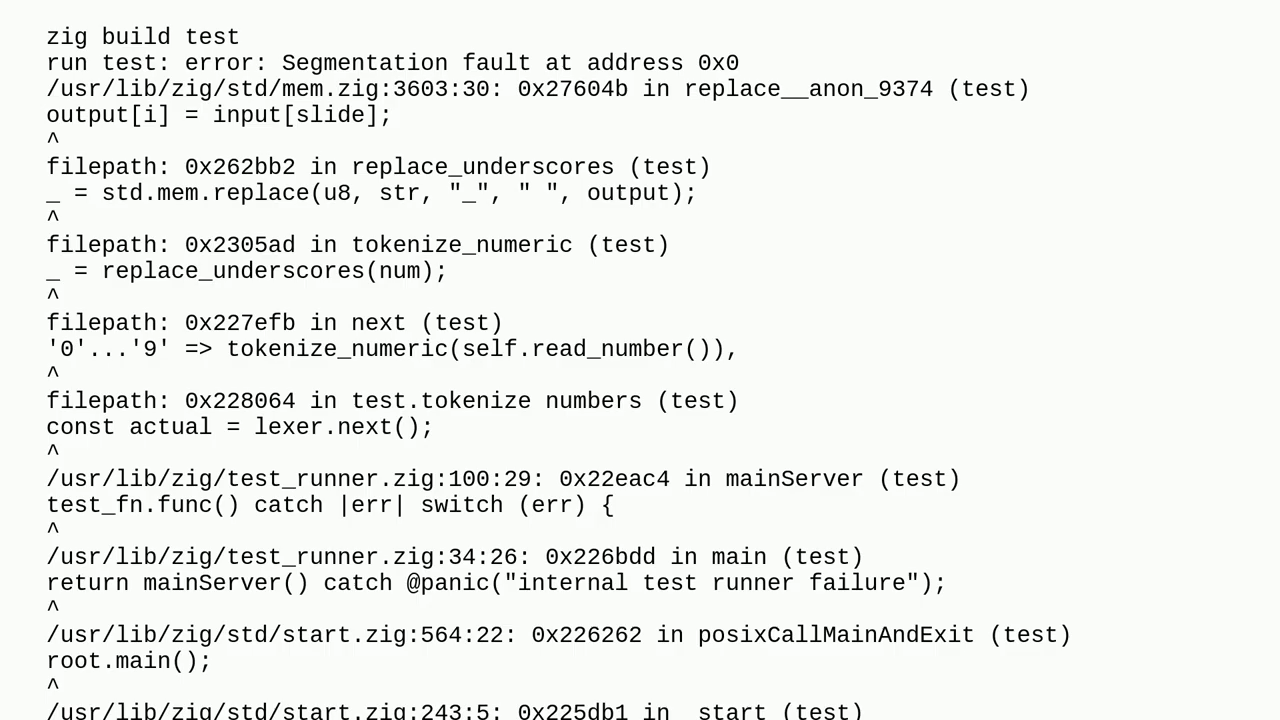 zig build test
run test: error: Segmentation fault at address 0x0
/usr/lib/zig/std/mem.zig:3603:30: 0x27604b in replace__anon_9374 (test)
output[i] = input[slide];
^
filepath: 0x262bb2 in replace_underscores (test)
_ = std.mem.replace(u8, str, "_", " ", output);
^
filepath: 0x2305ad in tokenize_numeric (test)
_ = replace_underscores(num);
^
filepath: 0x227efb in next (test)
'0'...'9' => tokenize_numeric(self.read_number()),
^
filepath: 0x228064 in test.tokenize numbers (test)
const actual = lexer.next();
^
/usr/lib/zig/test_runner.zig:100:29: 0x22eac4 in mainServer (test)
test_fn.func() catch |err| switch (err) {
^
/usr/lib/zig/test_runner.zig:34:26: 0x226bdd in main (test)
return mainServer() catch @panic("internal test runner failure");
^
/usr/lib/zig/std/start.zig:564:22: 0x226262 in posixCallMainAndExit (test)
root.main();
^
/usr/lib/zig/std/start.zig:243:5: 0x225db1 in _start (test)